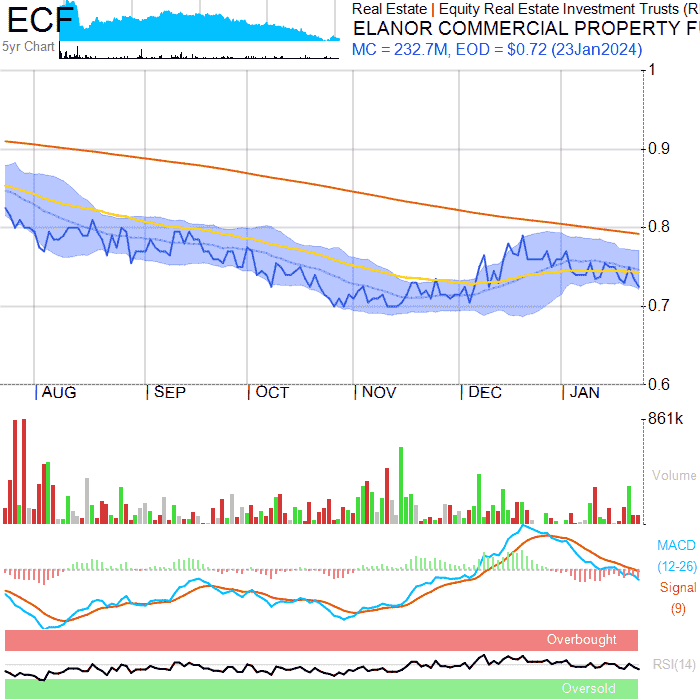 ECF
5yr Chart
Real Estate | Equity Real Estate Investment Trusts (R
ELANOR COMMERCIAL PROPERTY F
MC = 232.7M, EOD = $0.72 (23Jan2024)
1
0.9
0.8
0.7
0.6
AUG
SEP
OCT
NOV
DEC
JAN
861k
Volume
MACD
(12-26)
Signal
(9)
Overbought
RSI(14)
Oversold